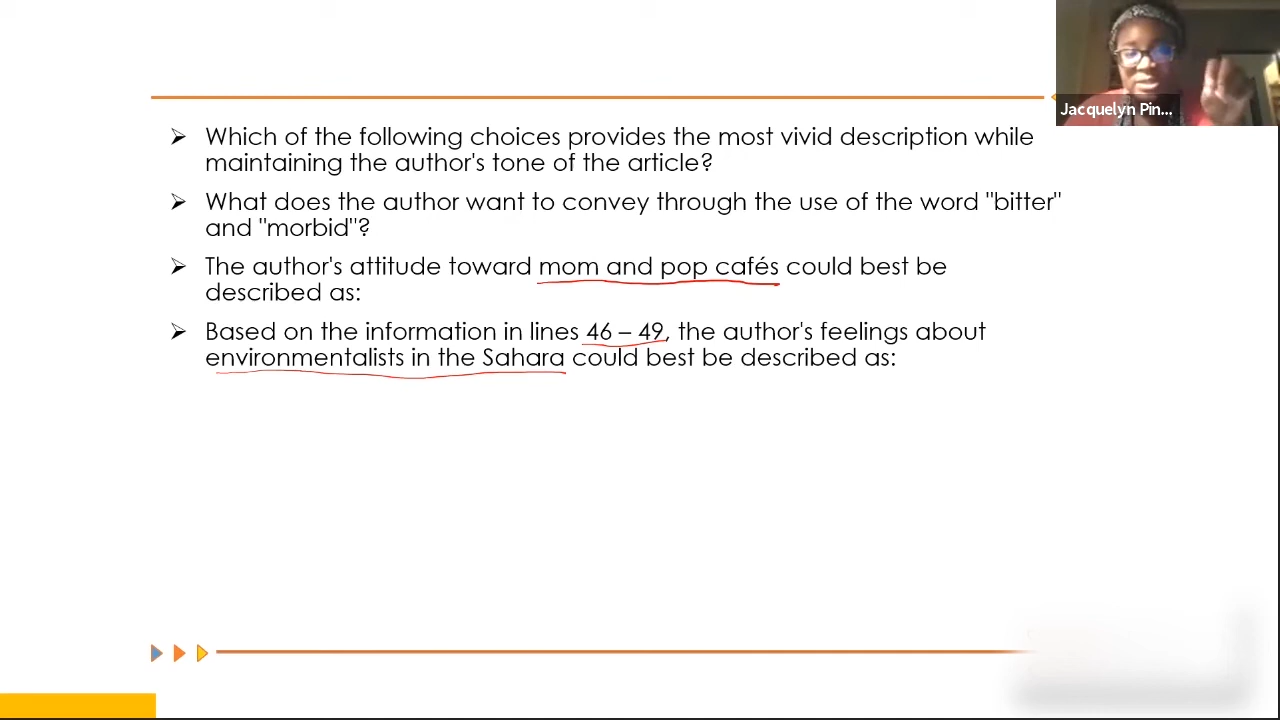 Jacquelyn Pin...
➢ Which of the following choices provides the most vivid description while
maintaining the author's tone of the article?
➢ What does the author want to convey through the use of the word "bitter"
and "morbid"?
➢ The author's attitude toward mom and pop cafés could best be
described as:
➢ Based on the information in lines 46 – 49, the author's feelings about
environmentalists in the Sahara could best be described as: